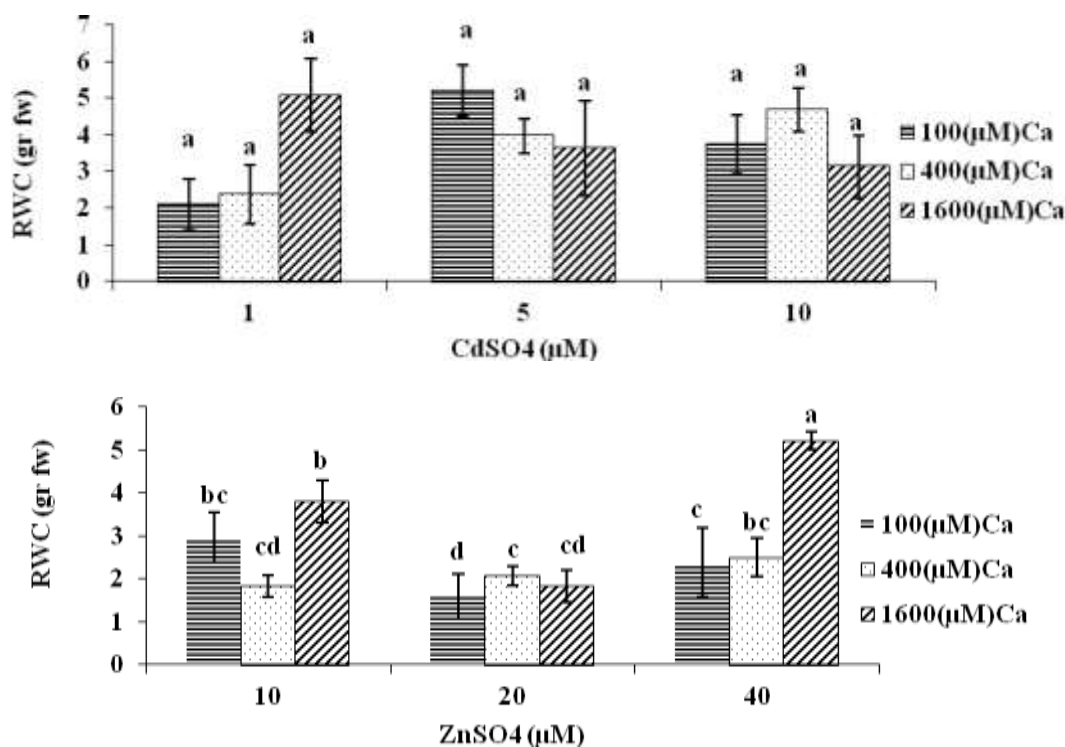 RWC (gr fw)
7
6
5
4
3
2
1
0
a a a
a a a
a a a
1 5 10
CdSO4 (µM)
100(µM)Ca
400(µM)Ca
1600(µM)Ca
RWC (gr fw)
6
5
4
3
2
1
0
bc cd b
d c cd
c bc a
10 20 40
ZnSO4 (µM)
100(µM)Ca
400(µM)Ca
1600(µM)Ca